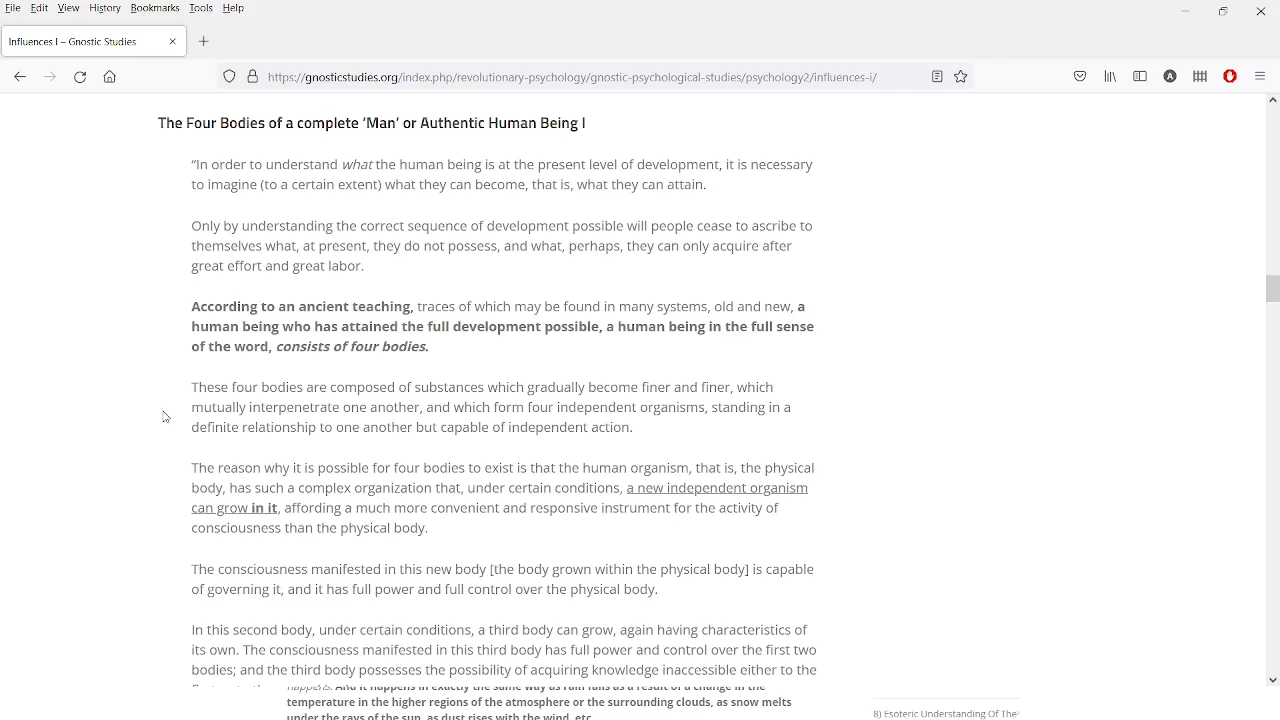 File Edit View History Bookmarks Tools Help
Influences I – Gnostic Studies
https://gnosticstudies.org/index.php/revolutionary-psychology/gnostic-psychological-studies/psychology2/influences-i/
The Four Bodies of a complete ‘Man’ or Authentic Human Being I
“In order to understand what the human being is at the present level of development, it is necessary
to imagine (to a certain extent) what they can become, that is, what they can attain.
Only by understanding the correct sequence of development possible will people cease to ascribe to
themselves what, at present, they do not possess, and what, perhaps, they can only acquire after
great effort and great labor.
According to an ancient teaching, traces of which may be found in many systems, old and new, a
human being who has attained the full development possible, a human being in the full sense
of the word, consists of four bodies.
These four bodies are composed of substances which gradually become finer and finer, which
mutually interpenetrate one another, and which form four independent organisms, standing in a
definite relationship to one another but capable of independent action.
The reason why it is possible for four bodies to exist is that the human organism, that is, the physical
body, has such a complex organization that, under certain conditions, a new independent organism
can grow in it, affording a much more convenient and responsive instrument for the activity of
consciousness than the physical body.
The consciousness manifested in this new body [the body grown within the physical body] is capable
of governing it, and it has full power and full control over the physical body.
In this second body, under certain conditions, a third body can grow, again having characteristics of
its own. The consciousness manifested in this third body has full power and control over the first two
bodies; and the third body possesses the possibility of acquiring knowledge inaccessible either to the
happens. And it happens in exactly the same way as rain falls as a result of a change in the
temperature in the higher regions of the atmosphere or the surrounding clouds, as snow melts
under the rays of the sun, as dust rises with the wind, etc.
8) Esoteric Understanding Of The